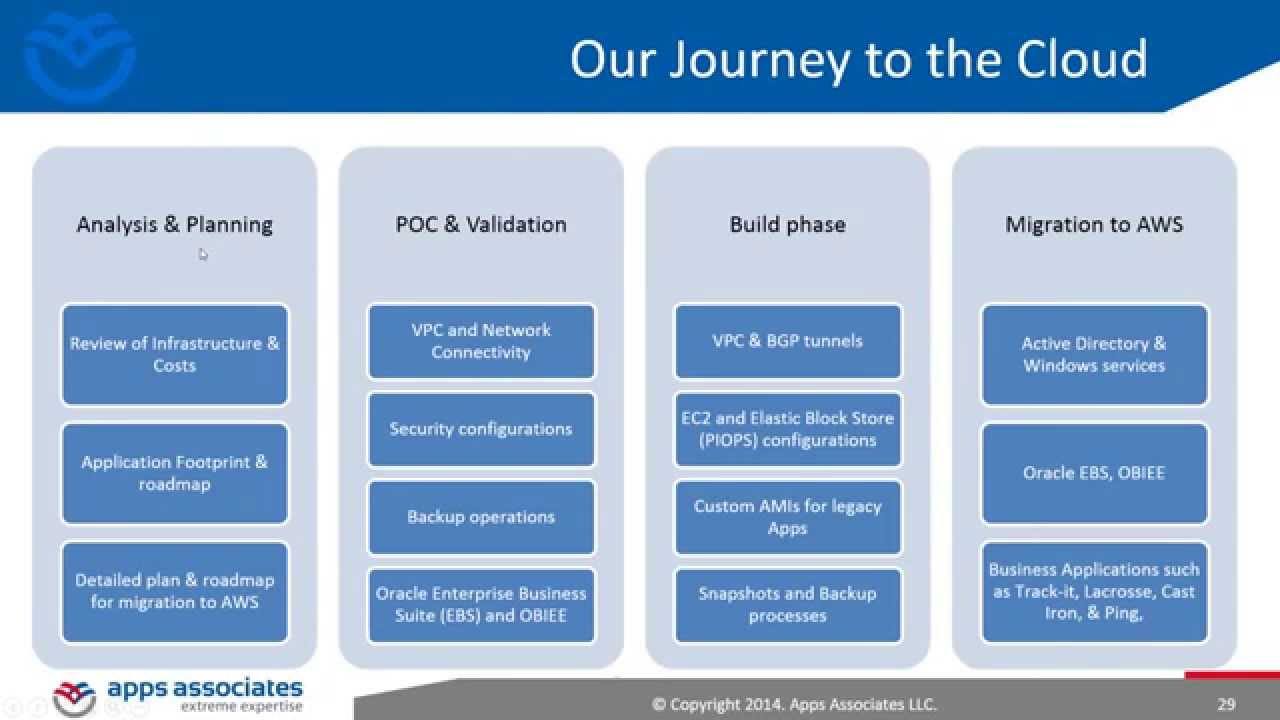 Our Journey to the Cloud
Analysis & Planning
Review of Infrastructure &
Costs
Application Footprint &
roadmap
Detailed plan & roadmap
for migration to AWS
POC & Validation
VPC and Network
Connectivity
Security configurations
Backup operations
Oracle Enterprise Business
Suite (EBS) and OBIEE
Build phase
VPC & BGP tunnels
EC2 and Elastic Block Store
(PIOPS) configurations
Custom AMIs for legacy
Apps
Snapshots and Backup
processes
Migration to AWS
Active Directory &
Windows services
Oracle EBS, OBIEE
Business Applications such
as Track-it, Lacrosse, Cast
Iron, & Ping,
apps associates
extreme expertise
© Copyright 2014. Apps Associates LLC.
29